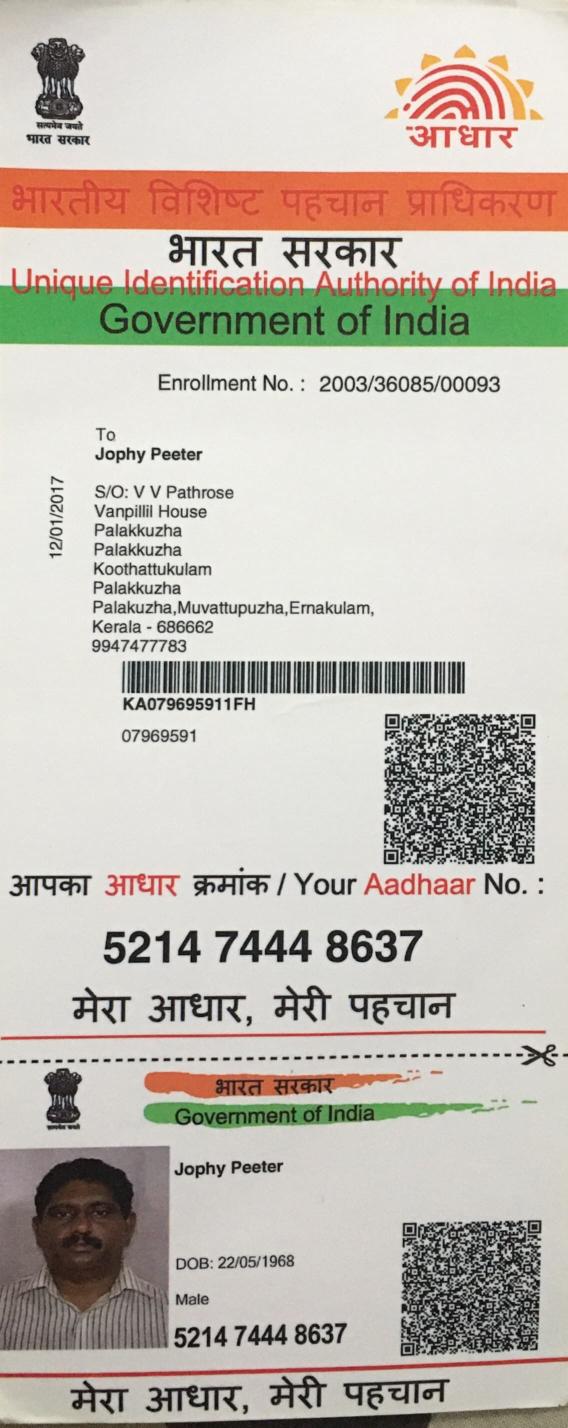 सत्यमेव जयते
भारत सरकार
आधार
भारतीय विशिष्ट पहचान प्राधिकरण
भारत सरकार
Unique Identification Authority of India
Government of India
Enrollment No. : 2003/36085/00093
To
Jophy Peeter
12/01/2017
S/O: V V Pathrose
Vanpillil House
Palakkuzha
Palakkuzha
Koothattukulam
Palakkuzha
Palakuzha,Muvattupuzha,Ernakulam,
Kerala - 686662
9947477783
KA079695911FH
07969591
आपका आधार क्रमांक / Your Aadhaar No. :
5214 7444 8637
मेरा आधार, मेरी पहचान
सत्यमेव जयते
भारत सरकार
Government of India
Jophy Peeter
DOB: 22/05/1968
Male
5214 7444 8637
मेरा आधार, मेरी पहचान